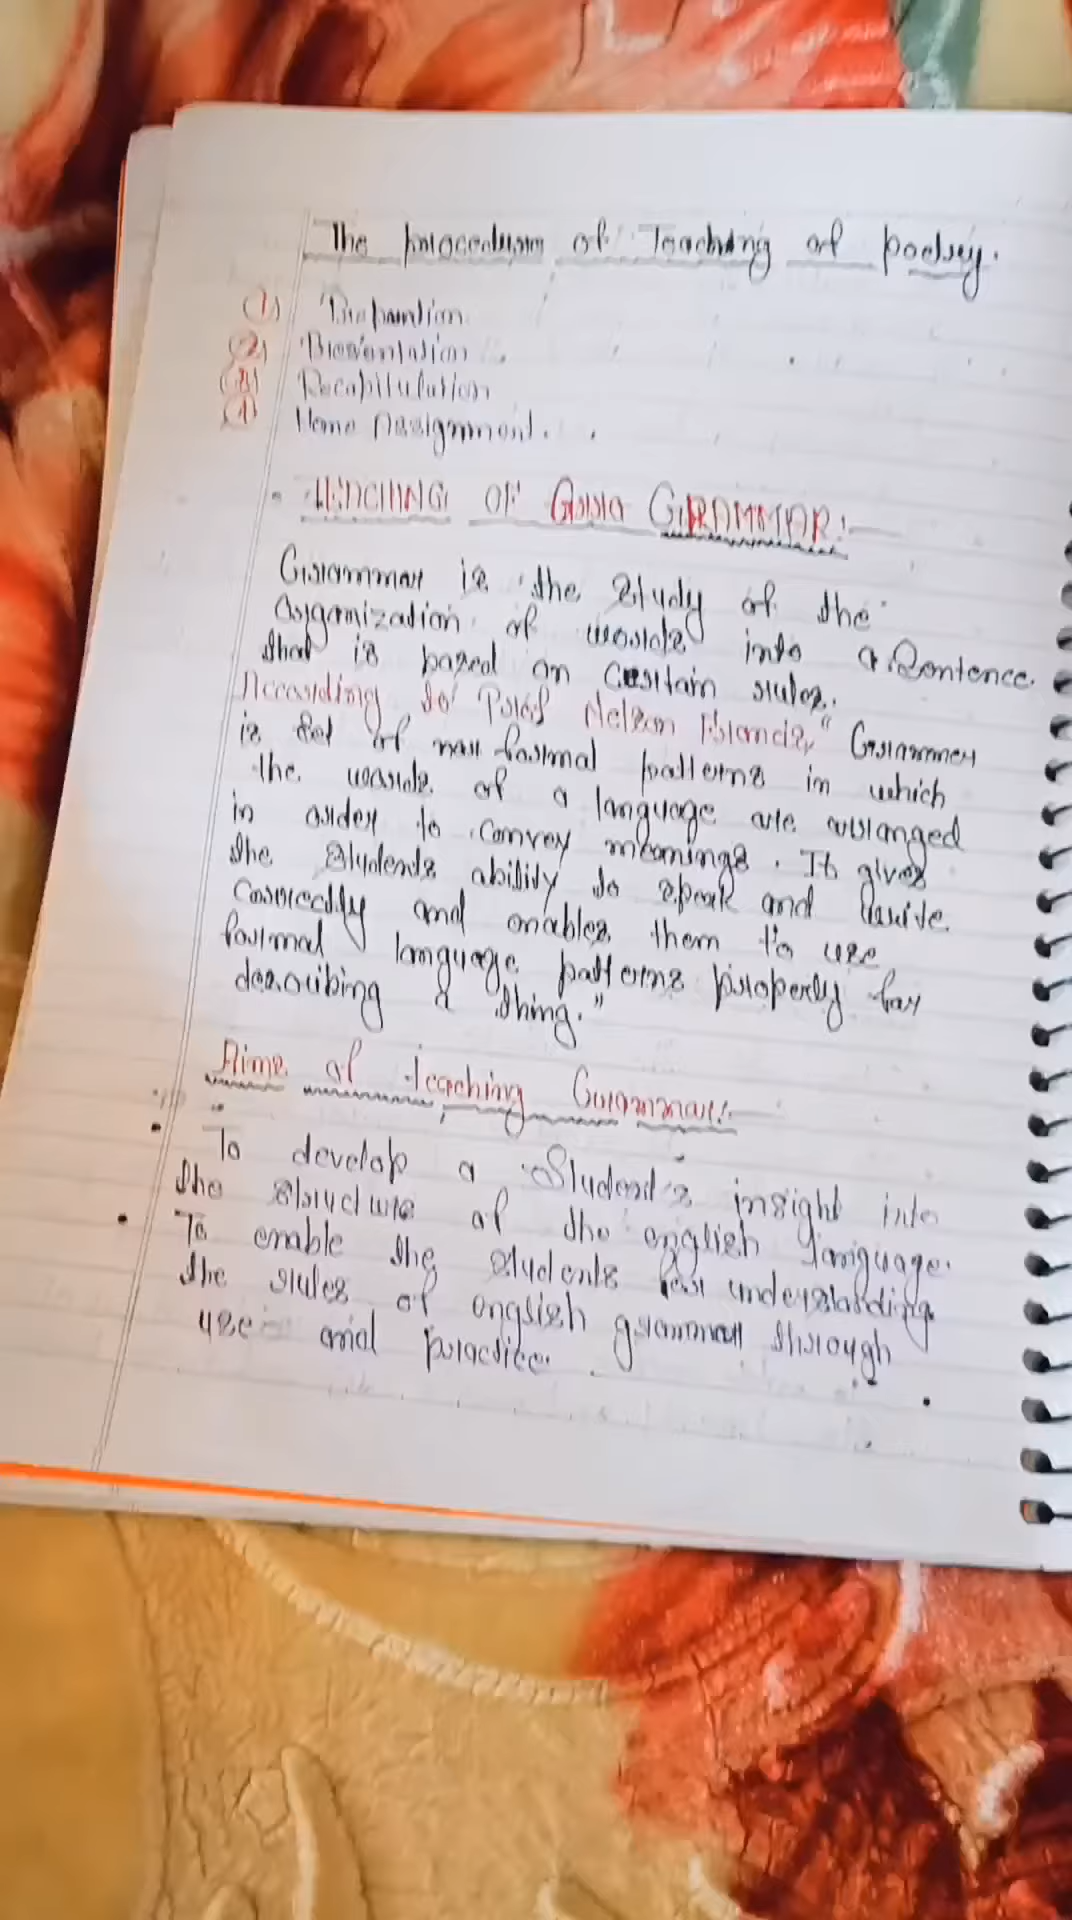 The procedure of Teaching of poetry.
(1) Prepartion
(2) Presentation
(3) Recapitulation
(4) Home Assignment.
TEACHING OF GRAMMAR:-
Grammar is the study of the
Organization of words into a Sentence
that is based on certain rules.
According to Prof Nelson Francis, "Grammer
is set of formal patterns in which
the words of a language are arranged
in order to convey meanings. It gives
the students ability to speak and write
correctly and enables them to use
formal language patterns properly for
describing a thing."
Aims of teaching Grammar:-
To develop a Student's insight into
the structure of the english language.
To enable the students for understanding
the rules of english grammar through
use and practice.